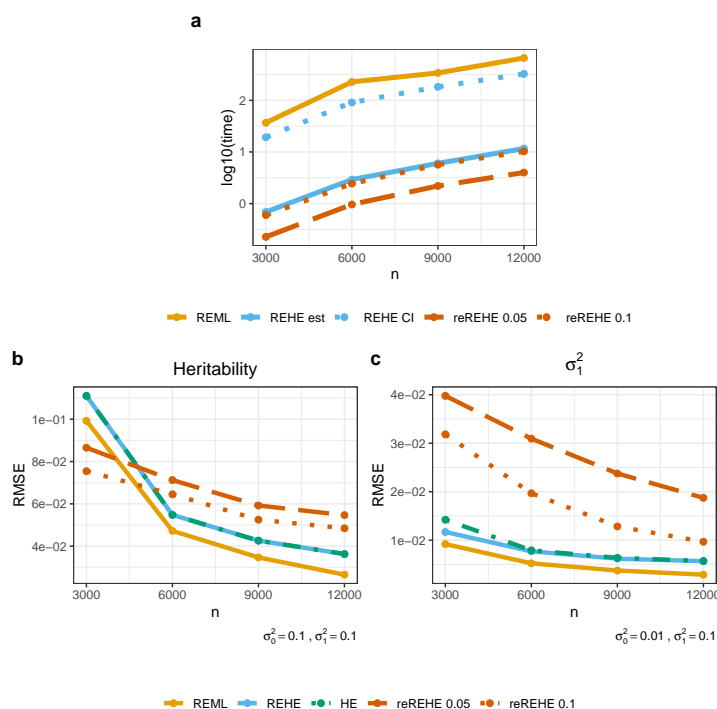 a
log10(time)
2
1
0
3000 6000 9000 12000
n
REML REHE est REHE CI reREHE 0.05 reREHE 0.1
b
Heritability
RMSE
1e−01
8e−02
6e−02
4e−02
3000 6000 9000 12000
n
σ₀² = 0.1 , σ₁² = 0.1
c
σ₁²
RMSE
4e−02
3e−02
2e−02
1e−02
3000 6000 9000 12000
n
σ₀² = 0.01 , σ₁² = 0.1
REML REHE HE reREHE 0.05 reREHE 0.1